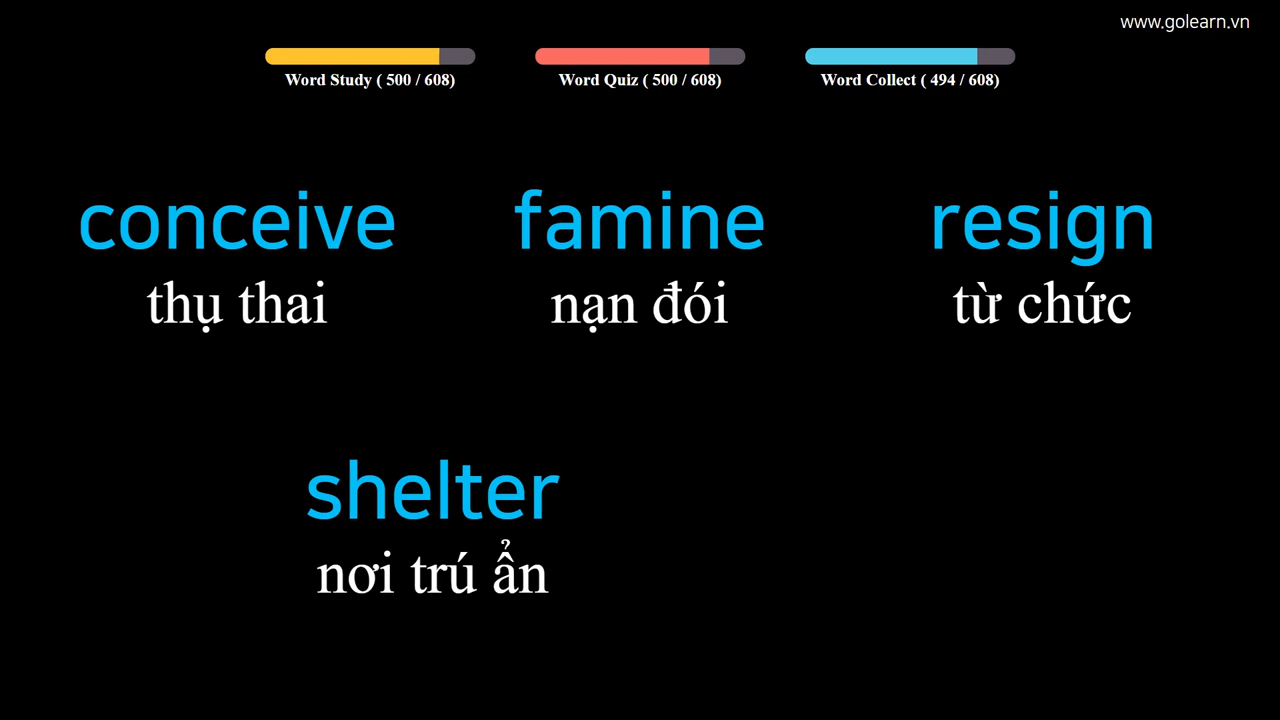 www.golearn.vn
Word Study ( 500 / 608)
Word Quiz ( 500 / 608)
Word Collect ( 494 / 608)
conceive
thụ thai
famine
nạn đói
resign
từ chức
shelter
nơi trú ẩn